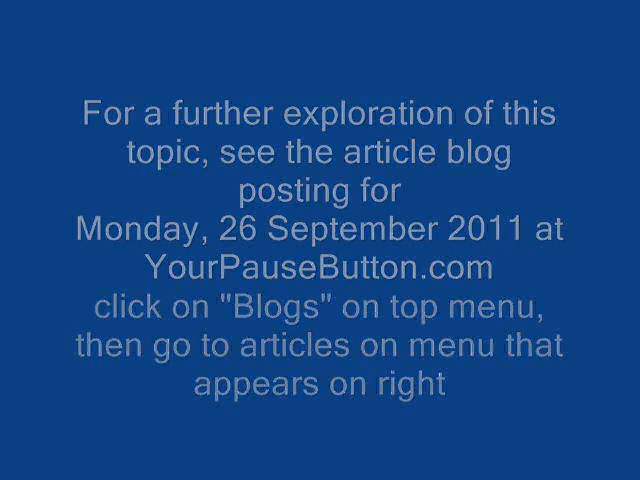 For a further exploration of this
topic, see the article blog
posting for
Monday, 26 September 2011 at
YourPauseButton.com
click on "Blogs" on top menu,
then go to articles on menu that
appears on right